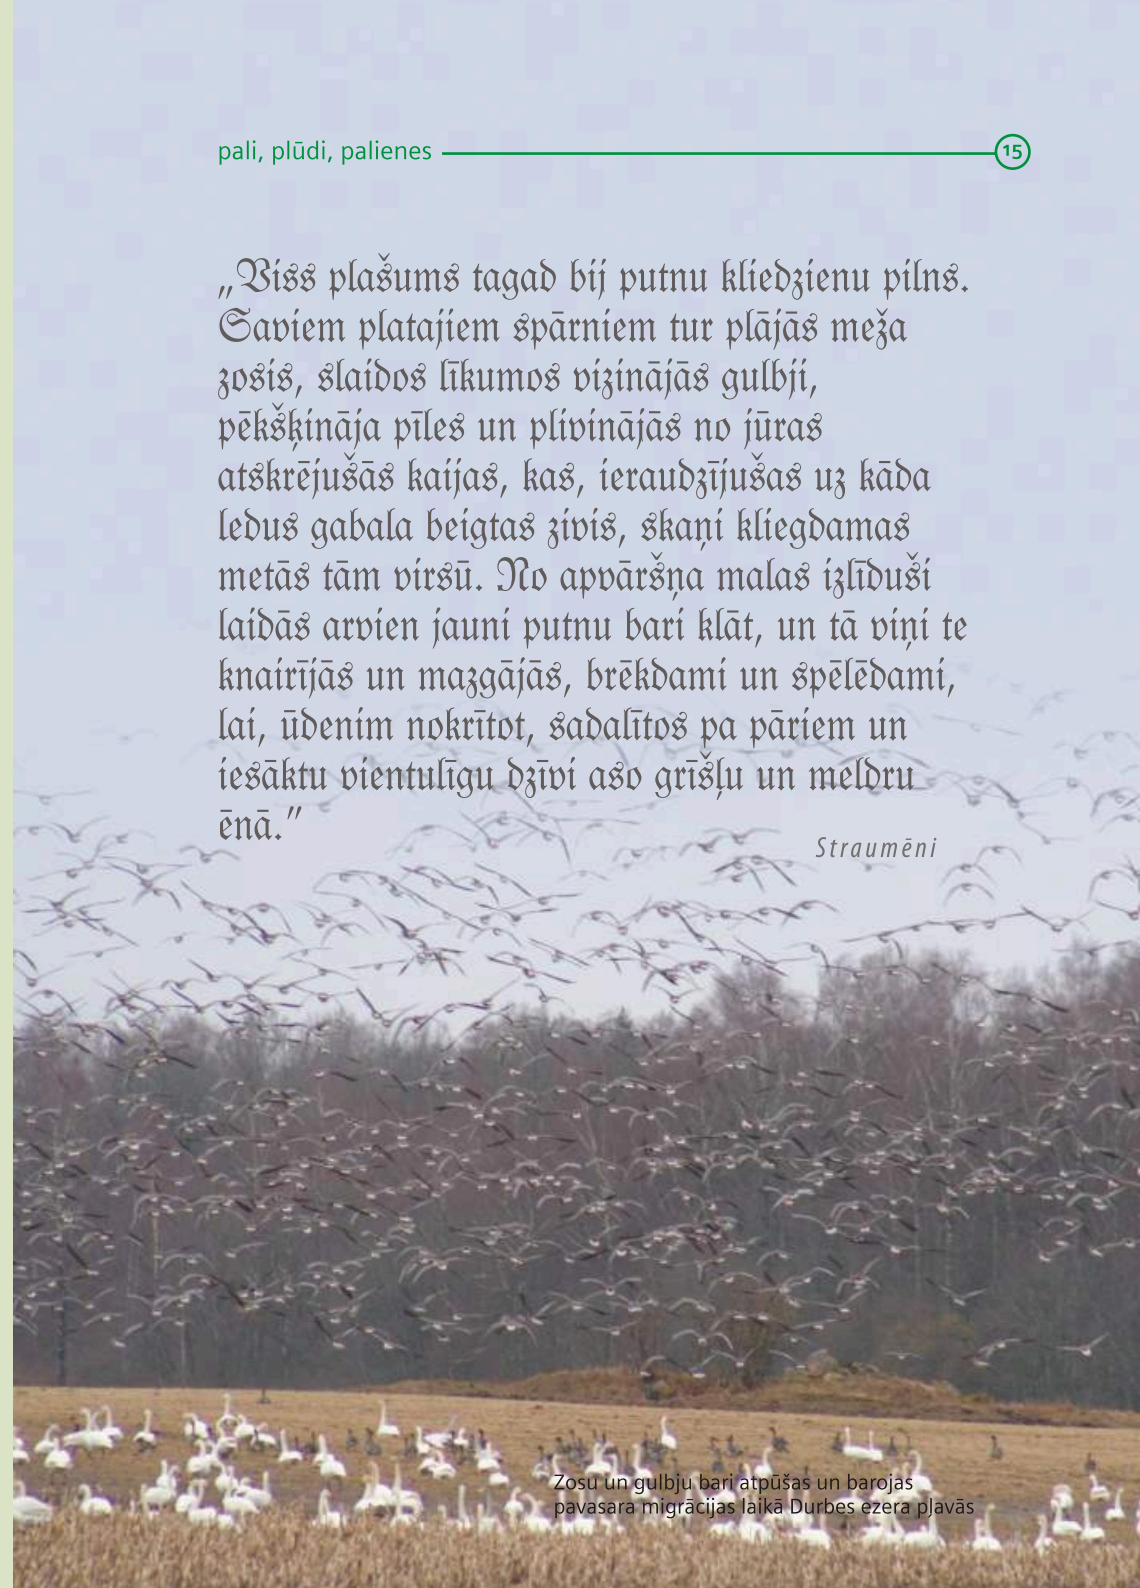 pali, plūdi, palienes
15
„Viss plašums tagad bij putnu kliedzienu pilns.
Saviem platajiem spārniem tur plājās meža
zosis, slaidos līkumos vizinājās gulbji,
pēkšķināja pīles un plivinājās no jūras
atskrējušās kaijas, kas, ieraudzījušas uz kāda
ledus gabala beigtas zivis, skaņi kliegdamas
metās tām virsū. No apvāršņa malas izlīduši
laidās arvien jauni putnu bari klāt, un tā viņi te
knairījās un mazgājās, brēkdami un spēlēdami,
lai, ūdenim nokrītot, sadalītos pa pāriem un
iesāktu vientulīgu dzīvi aso grīšļu un meldru
ēnā.”
Straumēni
Zosu un gulbju bari atpūšas un barojas
pavasara migrācijas laikā Durbes ezera pļavās